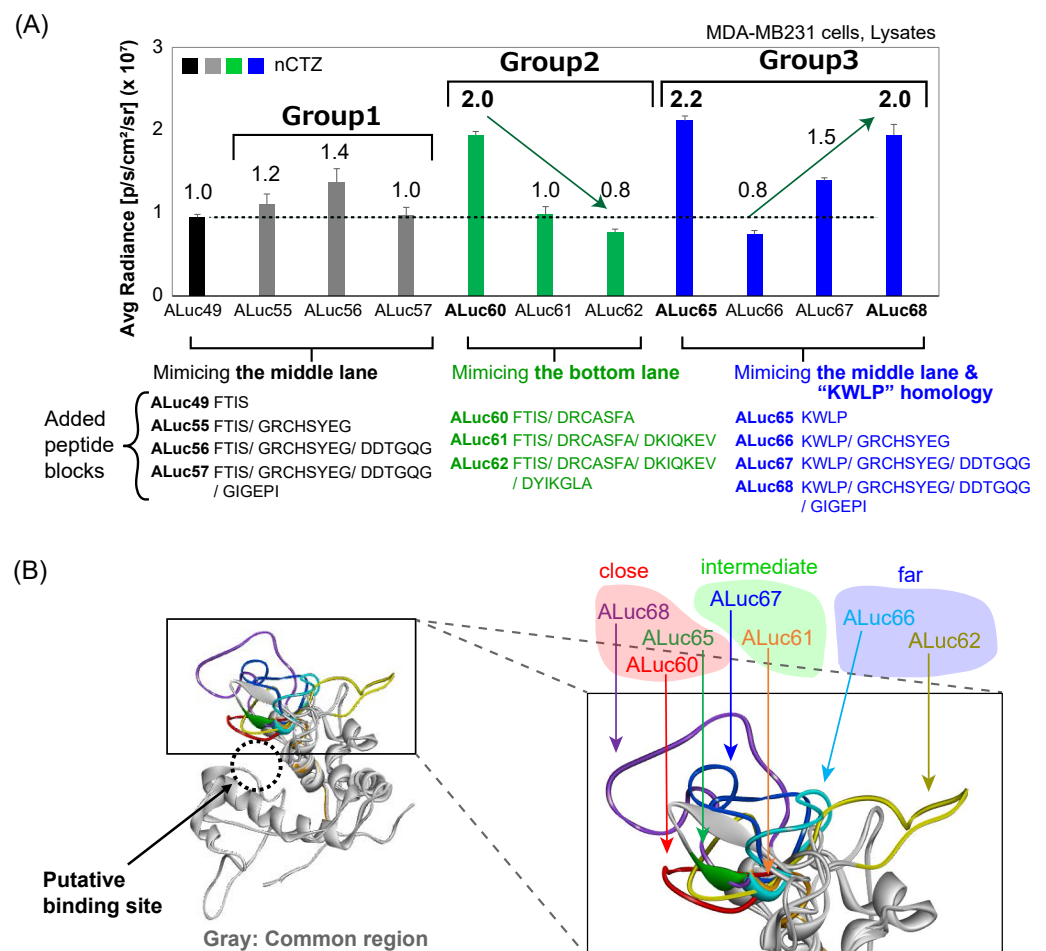 (A)
MDA-MB231 cells, Lysates
Avg Radiance [p/s/cm²/sr) (x 10⁷)
3
2
1
0
nCTZ
Group1
Group2
Group3
1.0
1.2
1.4
1.0
2.0
1.0
0.8
2.2
0.8
1.5
2.0
ALuc49 ALuc55 ALuc56 ALuc57 ALuc60 ALuc61 ALuc62 ALuc65 ALuc66 ALuc67 ALuc68
Mimicing the middle lane
Added
peptide
blocks
ALuc49 FTIS
ALuc55 FTIS/ GRCHSYEG
ALuc56 FTIS/ GRCHSYEG/ DDTGQG
ALuc57 FTIS/ GRCHSYEG/ DDTGQG
/ GIGEPI
Mimicing the bottom lane
ALuc60 FTIS/ DRCASFA
ALuc61 FTIS/ DRCASFA/ DKIQKEV
ALuc62 FTIS/ DRCASFA/ DKIQKEV
/ DYIKGLA
Mimicing the middle lane &
“KWLP” homology
ALuc65 KWLP
ALuc66 KWLP/ GRCHSYEG
ALuc67 KWLP/ GRCHSYEG/ DDTGQG
ALuc68 KWLP/ GRCHSYEG/ DDTGQG
/ GIGEPI
(B)
close
intermediate
far
ALuc68
ALuc65
ALuc60
ALuc67
ALuc61
ALuc66
ALuc62
Putative
binding site
Gray: Common region